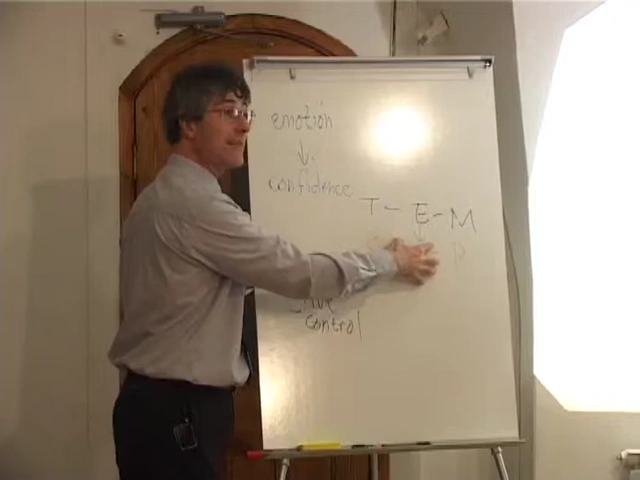 emotion
↓
confidence
T - E - M
↓
control